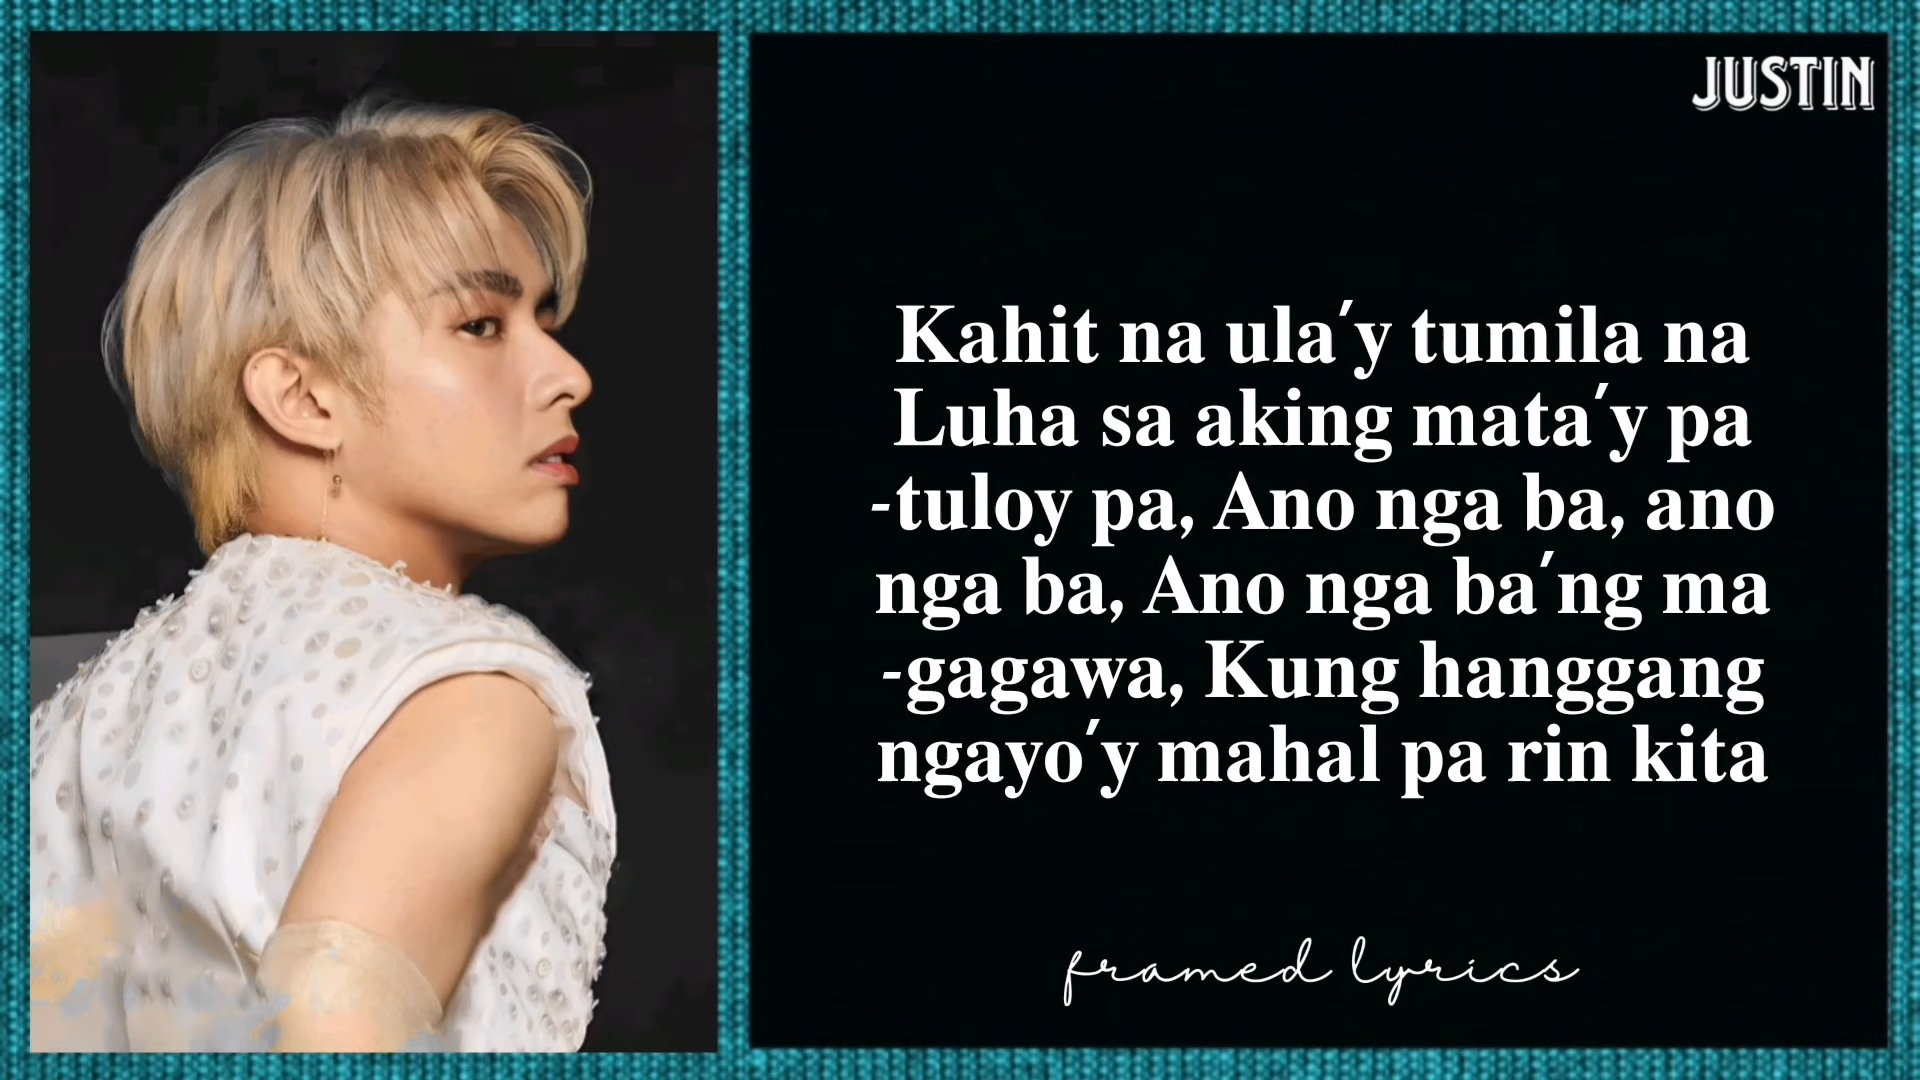 JUSTIN
Kahit na ula'y tumila na
Luha sa aking mata'y pa
-tuloy pa, Ano nga ba, ano
nga ba, Ano nga ba'ng ma
-gagawa, Kung hanggang
ngayo'y mahal pa rin kita
framed lyrics